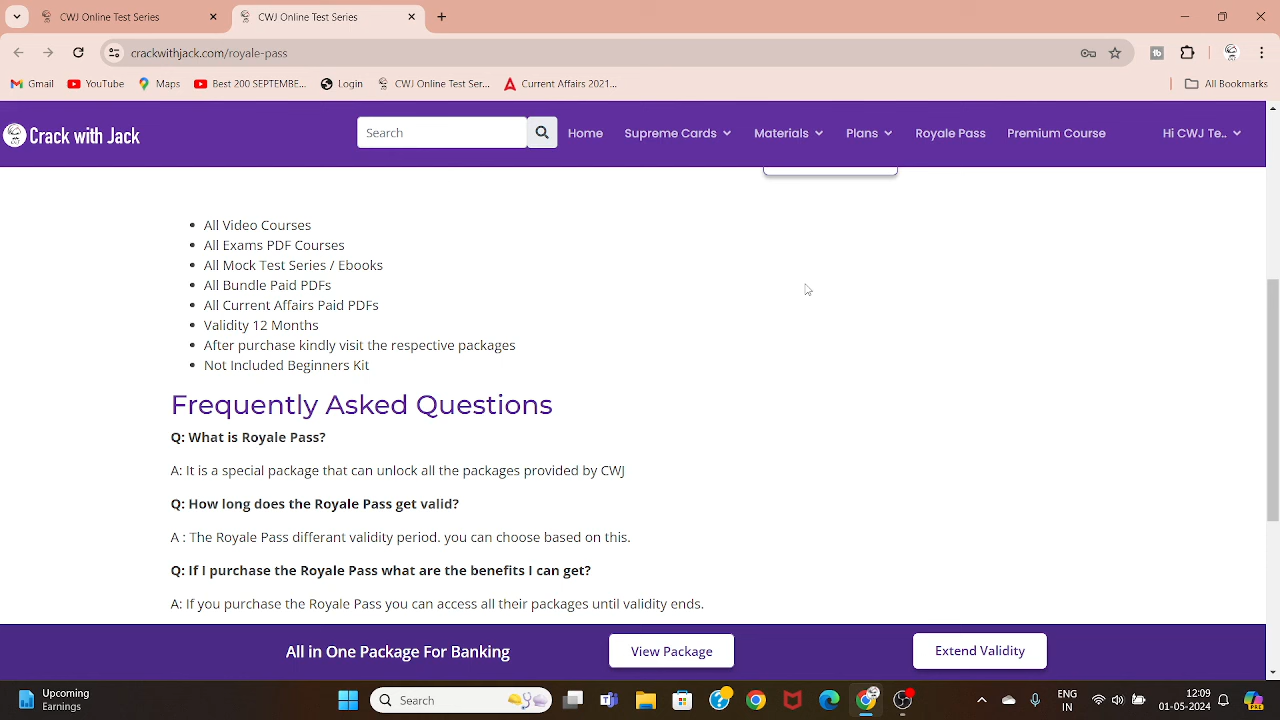 CWJ Online Test Series
CWJ Online Test Series
crackwithjack.com/royale-pass
Gmail YouTube Maps Best 200 SEPTEMBE... Login CWJ Online Test Ser... Current Affairs 2021... All Bookmarks
Crack with Jack Search Home Supreme Cards Materials Plans Royale Pass Premium Course Hi CWJ Te..
All Video Courses
All Exams PDF Courses
All Mock Test Series / Ebooks
All Bundle Paid PDFs
All Current Affairs Paid PDFs
Validity 12 Months
After purchase kindly visit the respective packages
Not Included Beginners Kit
Frequently Asked Questions
Q: What is Royale Pass?
A: It is a special package that can unlock all the packages provided by CWJ
Q: How long does the Royale Pass get valid?
A : The Royale Pass differant validity period. you can choose based on this.
Q: If I purchase the Royale Pass what are the benefits I can get?
A: If you purchase the Royale Pass you can access all their packages until validity ends.
All in One Package For Banking View Package Extend Validity
Upcoming
Earnings
Search
ENG
IN
12:09
01-05-2024